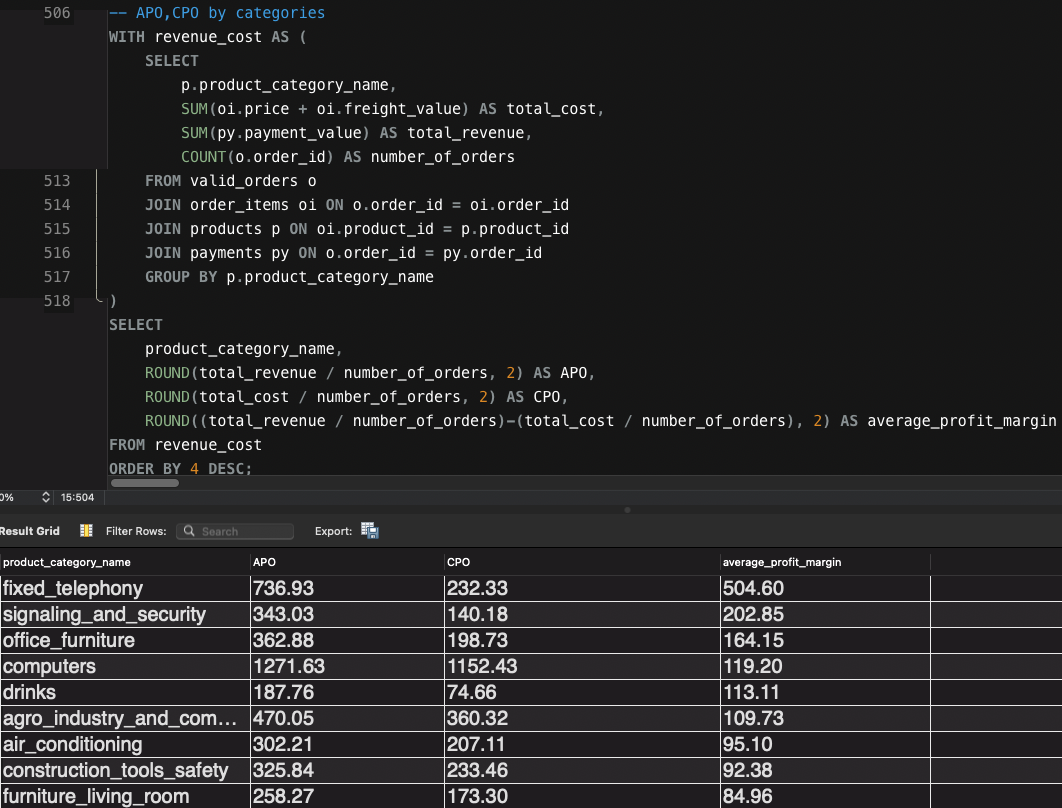 506 -- APO,CPO by categories
WITH revenue_cost AS (
SELECT
p.product_category_name,
SUM(oi.price + oi.freight_value) AS total_cost,
SUM(py.payment_value) AS total_revenue,
COUNT(o.order_id) AS number_of_orders
513 FROM valid_orders o
514 JOIN order_items oi ON o.order_id = oi.order_id
515 JOIN products p ON oi.product_id = p.product_id
516 JOIN payments py ON o.order_id = py.order_id
517 GROUP BY p.product_category_name
518 )
SELECT
product_category_name,
ROUND(total_revenue / number_of_orders, 2) AS APO,
ROUND(total_cost / number_of_orders, 2) AS CPO,
ROUND((total_revenue / number_of_orders)-(total_cost / number_of_orders), 2) AS average_profit_margin
FROM revenue_cost
ORDER BY 4 DESC;
0% 15:504
Result Grid Filter Rows: Search Export:
product_category_name APO CPO average_profit_margin
fixed_telephony 736.93 232.33 504.60
signaling_and_security 343.03 140.18 202.85
office_furniture 362.88 198.73 164.15
computers 1271.63 1152.43 119.20
drinks 187.76 74.66 113.11
agro_industry_and_com... 470.05 360.32 109.73
air_conditioning 302.21 207.11 95.10
construction_tools_safety 325.84 233.46 92.38
furniture_living_room 258.27 173.30 84.96